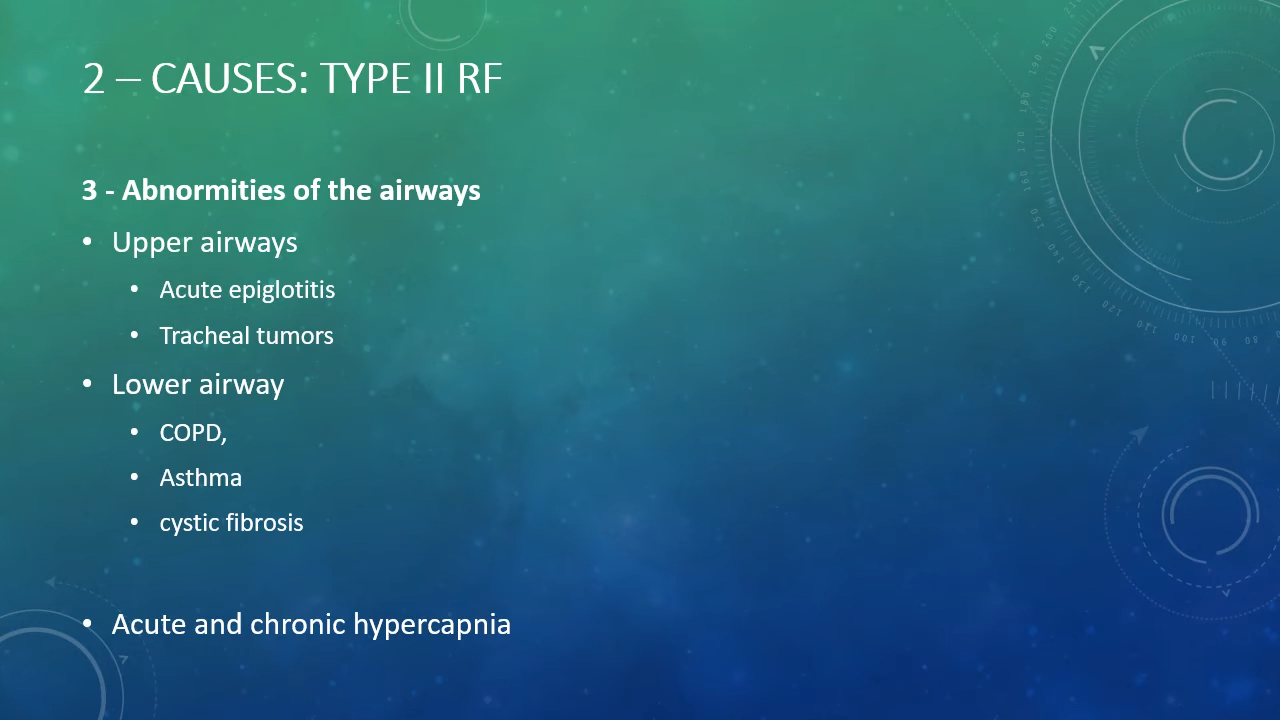 2 – CAUSES: TYPE II RF
3 - Abnormities of the airways
• Upper airways
• Acute epiglotitis
• Tracheal tumors
• Lower airway
• COPD,
• Asthma
• cystic fibrosis
• Acute and chronic hypercapnia